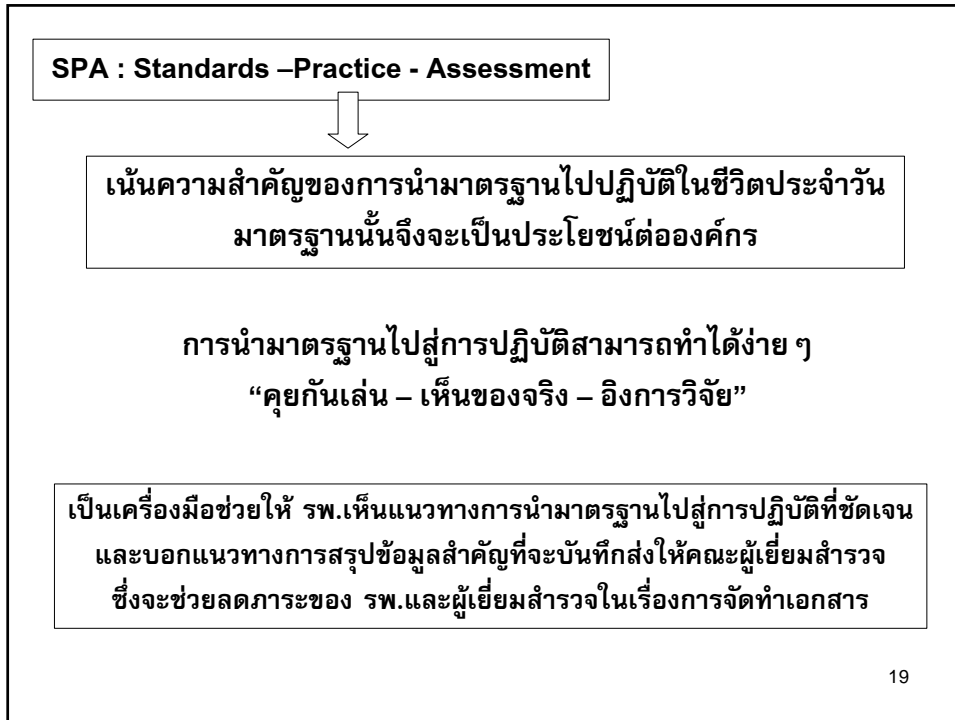 SPA : Standards –Practice - Assessment
เน้นความสำคัญของการนำมาตรฐานไปปฏิบัติในชีวิตประจำวัน
มาตรฐานนั้นจึงจะเป็นประโยชน์ต่อองค์กร
การนำมาตรฐานไปสู่การปฏิบัติสามารถทำได้ง่าย ๆ
“คุยกันเล่น – เห็นของจริง – อิงการวิจัย”
เป็นเครื่องมือช่วยให้ รพ.เห็นแนวทางการนำมาตรฐานไปสู่การปฏิบัติที่ชัดเจน
และบอกแนวทางการสรุปข้อมูลสำคัญที่จะบันทึกส่งให้คณะผู้เยี่ยมสำรวจ
ซึ่งจะช่วยลดภาระของ รพ.และผู้เยี่ยมสำรวจในเรื่องการจัดทำเอกสาร
19